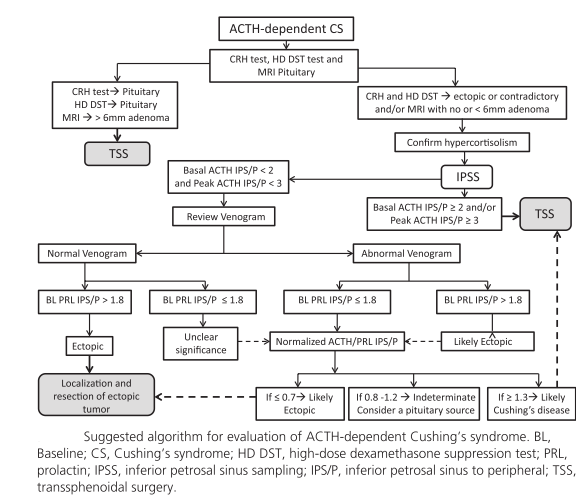 ACTH-dependent CS
CRH test, HD DST test and
MRI Pituitary
CRH test→ Pituitary
HD DST→ Pituitary
MRI → > 6mm adenoma
CRH and HD DST → ectopic or contradictory
and/or MRI with no or < 6mm adenoma
TSS
Confirm hypercortisolism
IPSS
Basal ACTH IPS/P < 2
and Peak ACTH IPS/P < 3
Basal ACTH IPS/P ≥ 2 and/or
Peak ACTH IPS/P ≥ 3
TSS
Review Venogram
Normal Venogram
Abnormal Venogram
BL PRL IPS/P > 1.8
BL PRL IPS/P ≤ 1.8
BL PRL IPS/P ≤ 1.8
BL PRL IPS/P > 1.8
Ectopic
Unclear
significance
Normalized ACTH/PRL IPS/P
Likely Ectopic
Localization and
resection of ectopic
tumor
If ≤ 0.7→ Likely
Ectopic
If 0.8 -1.2 → Indeterminate
Consider a pituitary source
If ≥ 1.3→ Likely
Cushing's disease
Suggested algorithm for evaluation of ACTH-dependent Cushing's syndrome. BL,
Baseline; CS, Cushing's syndrome; HD DST, high-dose dexamethasone suppression test; PRL,
prolactin; IPSS, inferior petrosal sinus sampling; IPS/P, inferior petrosal sinus to peripheral; TSS,
transsphenoidal surgery.